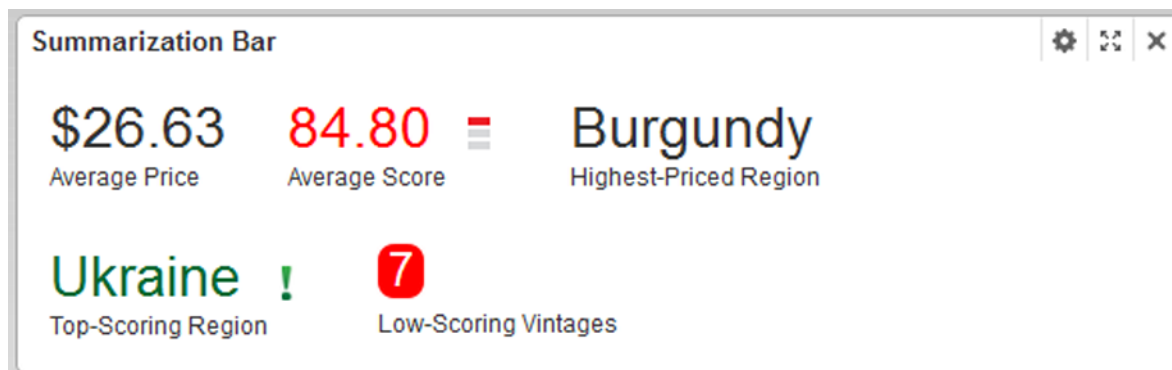 Summarization Bar
$26.63 84.80 Burgundy
Average Price Average Score Highest-Priced Region
Ukraine ! 7
Top-Scoring Region Low-Scoring Vintages